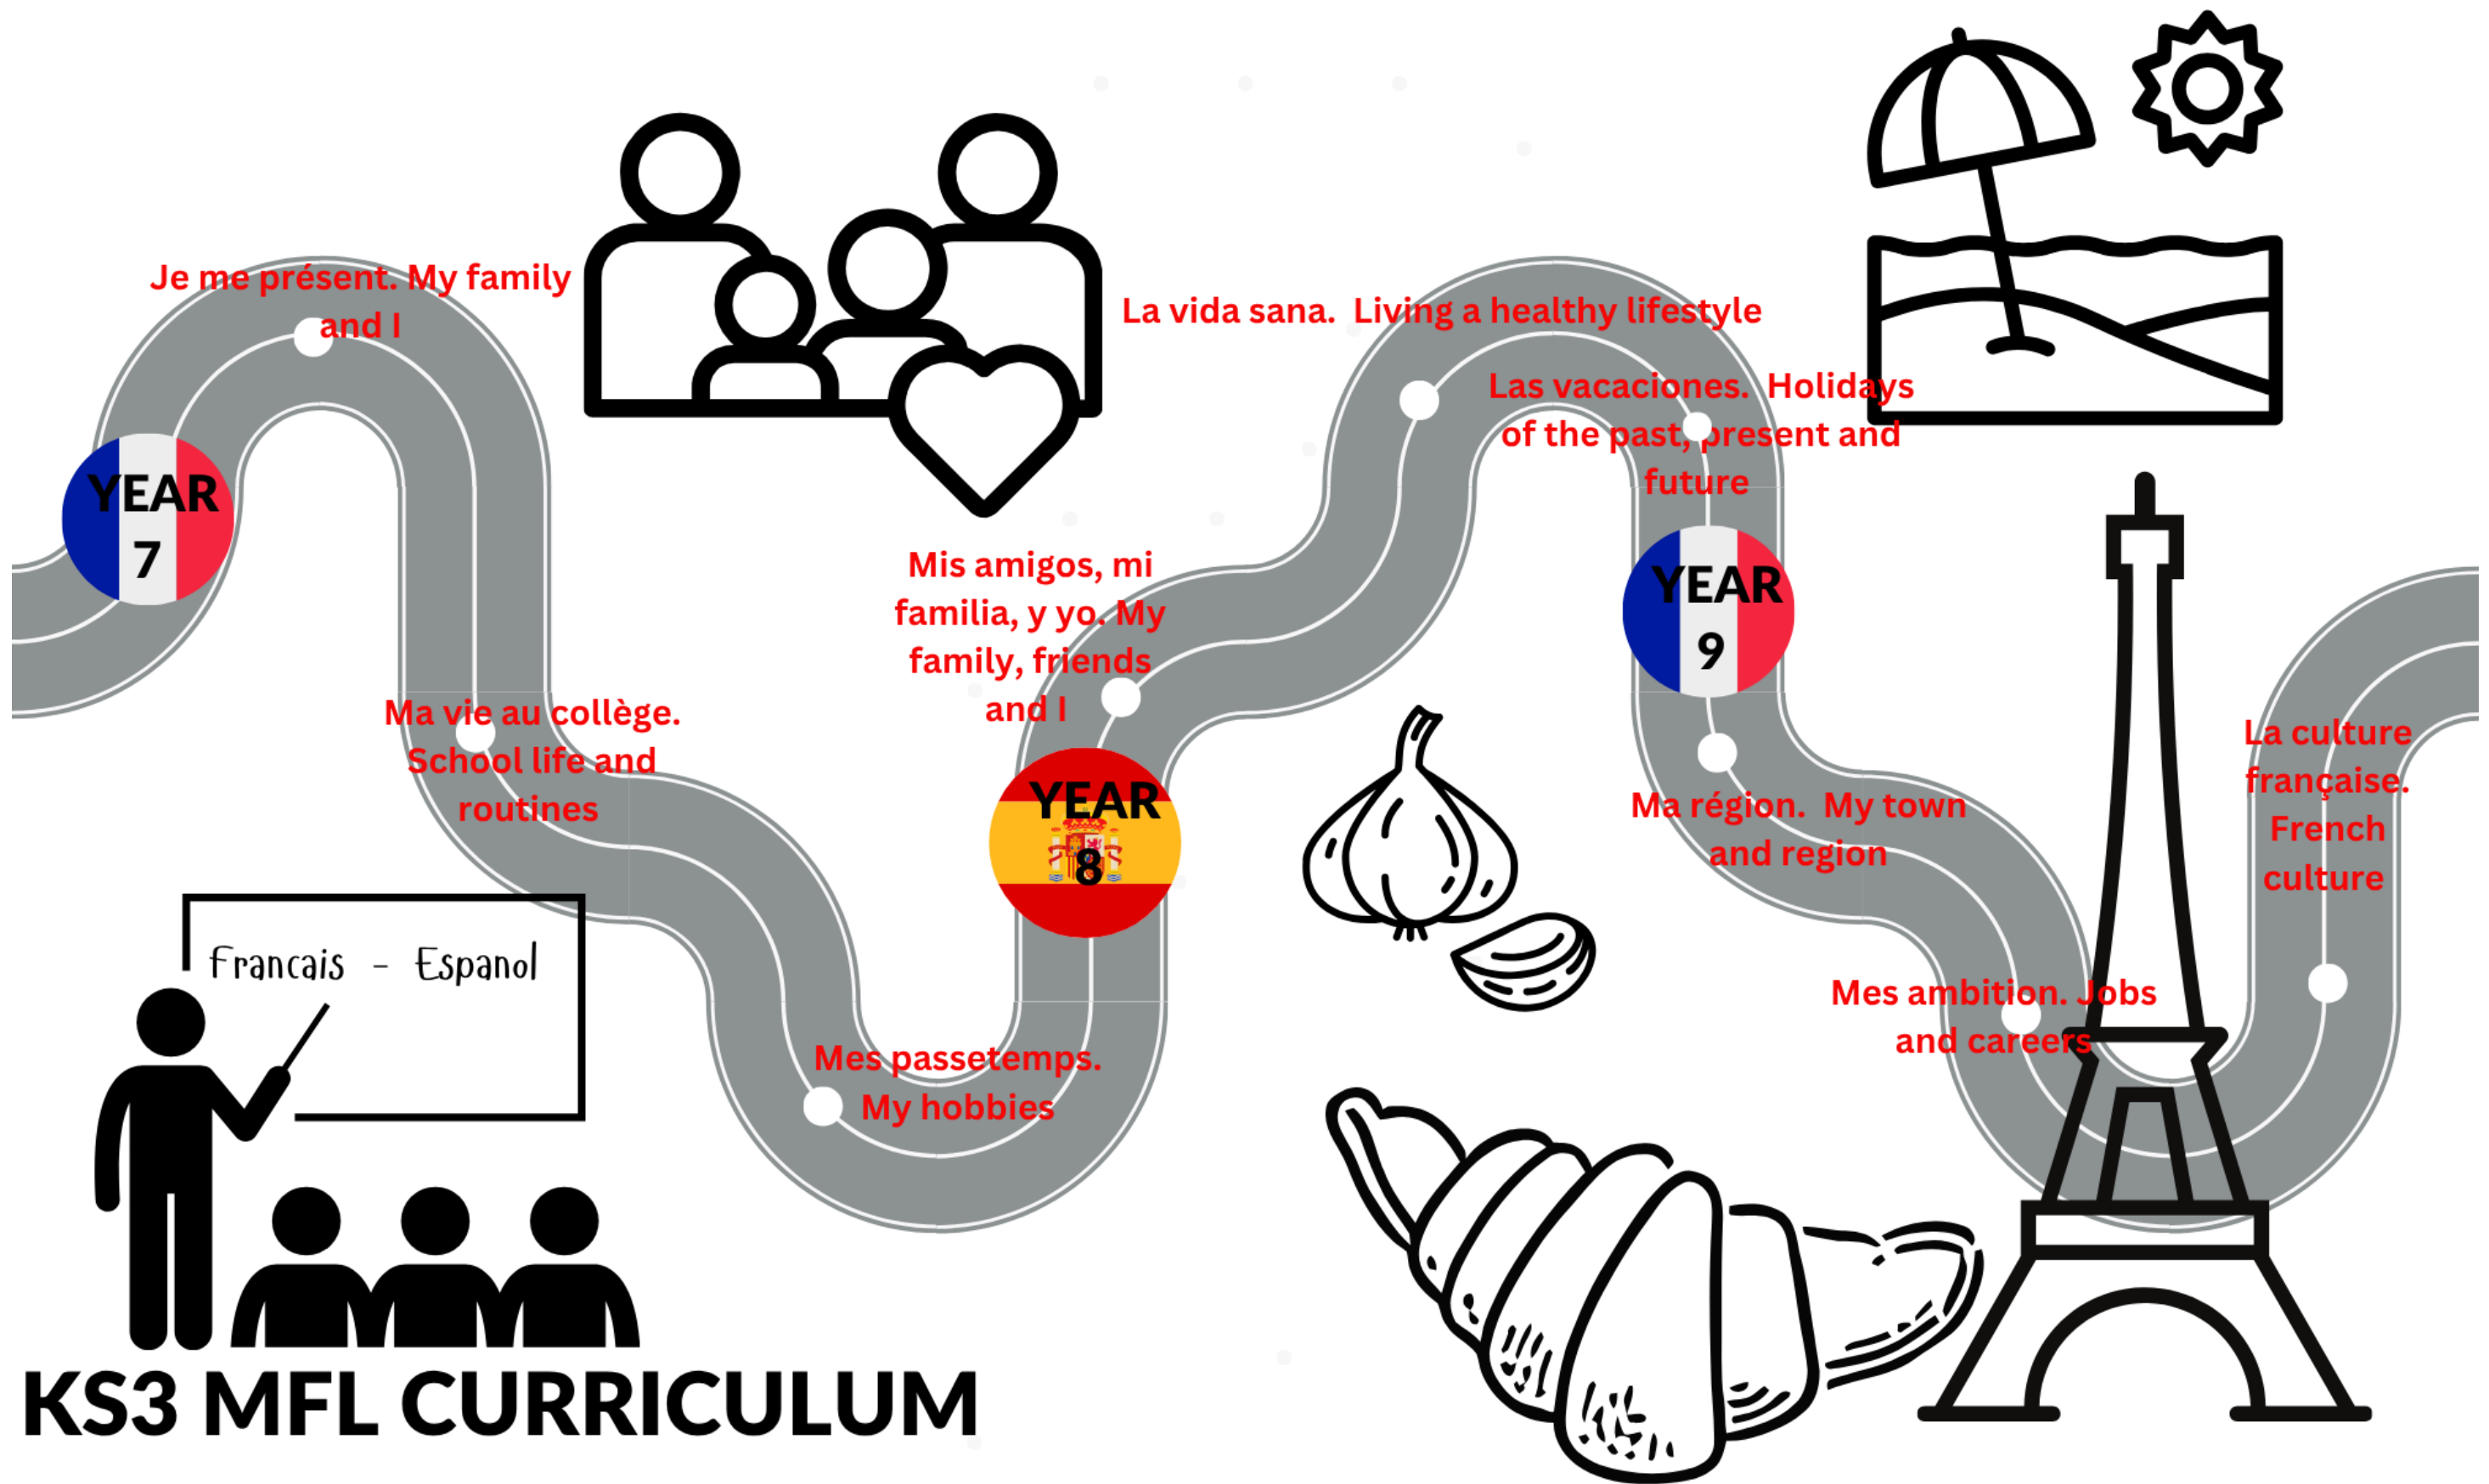 YEAR
7
Je me présent. My family
and I
Ma vie au collège.
School life and
routines
Mes passetemps.
My hobbies
YEAR
8
Mis amigos, mi
familia, y yo. My
family, friends
and I
La vida sana.  Living a healthy lifestyle
Las vacaciones.  Holidays
of the past, present and
future
YEAR
9
Ma région.  My town
and region
Mes ambition. Jobs
and careers
La culture
française.
French
culture
Francais - Espanol
KS3 MFL CURRICULUM